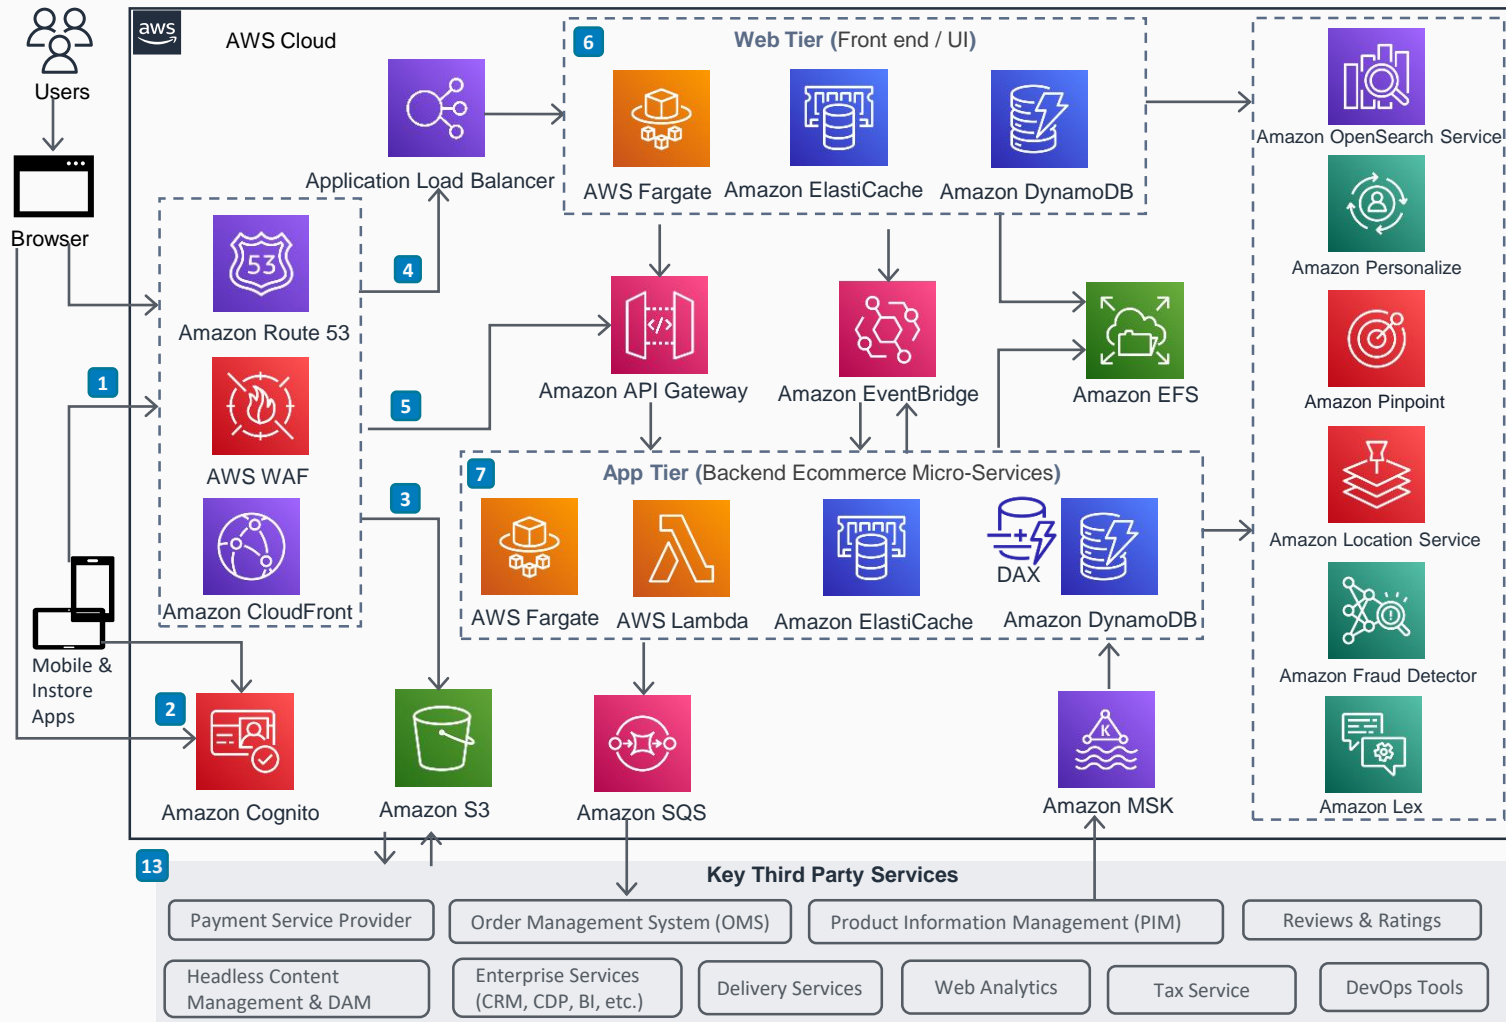 Users
aws
AWS Cloud
6
Web Tier (Front end / UI)
AWS Fargate
Amazon ElastiCache
Amazon DynamoDB
Application Load Balancer
Browser
53
Amazon Route 53
AWS WAF
Amazon CloudFront
1
4
5
3
2
Amazon API Gateway
</>
Amazon EventBridge
Amazon EFS
7
App Tier (Backend Ecommerce Micro-Services)
AWS Fargate
AWS Lambda
Amazon ElastiCache
DAX
Amazon DynamoDB
Mobile &
Instore
Apps
Amazon Cognito
Amazon S3
Amazon SQS
K
Amazon MSK
Amazon OpenSearch Service
Amazon Personalize
Amazon Pinpoint
Amazon Location Service
Amazon Fraud Detector
Amazon Lex
13
Key Third Party Services
Payment Service Provider
Order Management System (OMS)
Product Information Management (PIM)
Reviews & Ratings
Headless Content
Management & DAM
Enterprise Services
(CRM, CDP, BI, etc.)
Delivery Services
Web Analytics
Tax Service
DevOps Tools